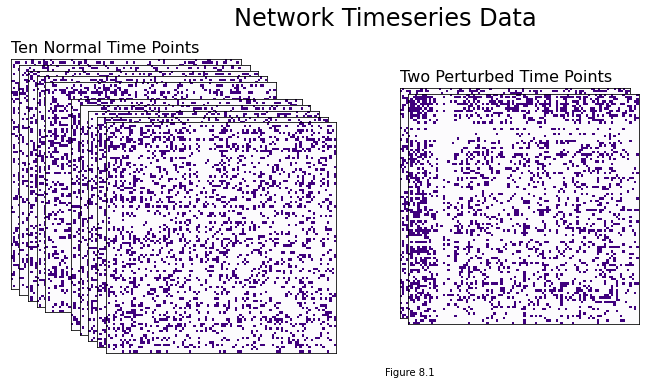 Network Timeseries Data
Ten Normal Time Points
Two Perturbed Time Points
Figure 8.1